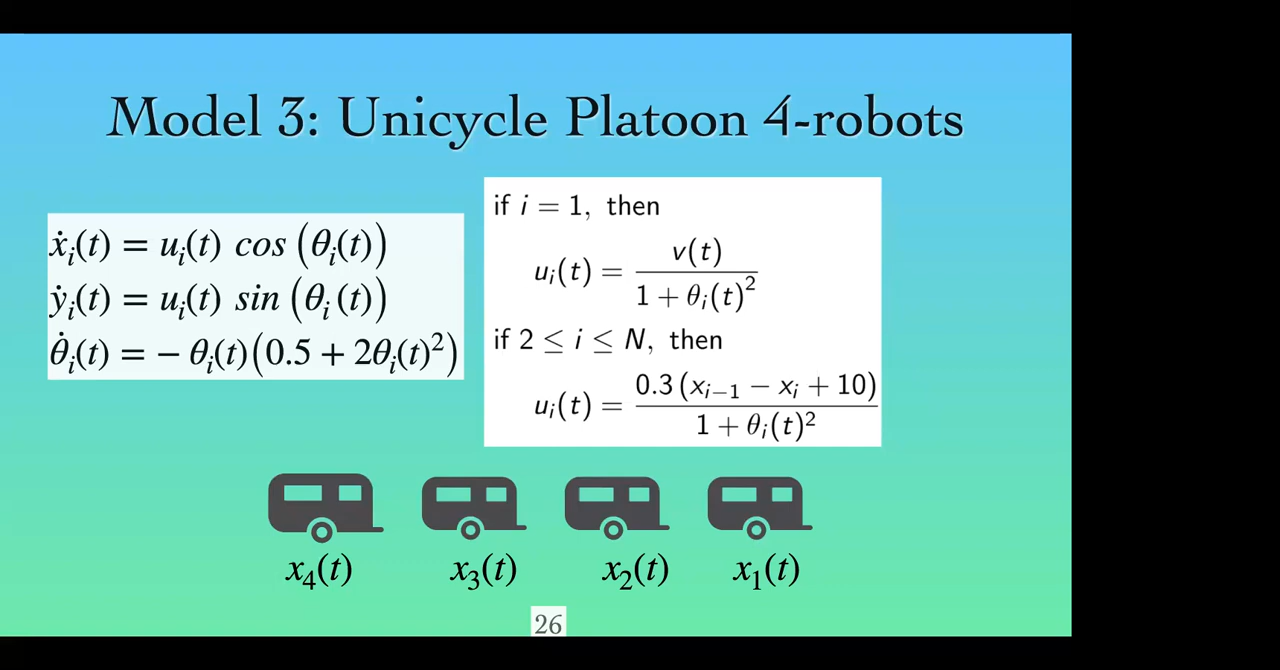 Model 3: Unicycle Platoon 4-robots
ẋᵢ(t) = uᵢ(t) cos (θᵢ(t))
ẏᵢ(t) = uᵢ(t) sin (θᵢ (t))
θ̇ᵢ(t) = − θᵢ(t)(0.5 + 2θᵢ(t)²)
if i = 1, then
uᵢ(t) = v(t) / 1 + θᵢ(t)²
if 2 ≤ i ≤ N, then
uᵢ(t) = 0.3 (xᵢ₋₁ − xᵢ + 10) / 1 + θᵢ(t)²
x₄(t) x₃(t) x₂(t) x₁(t)
26